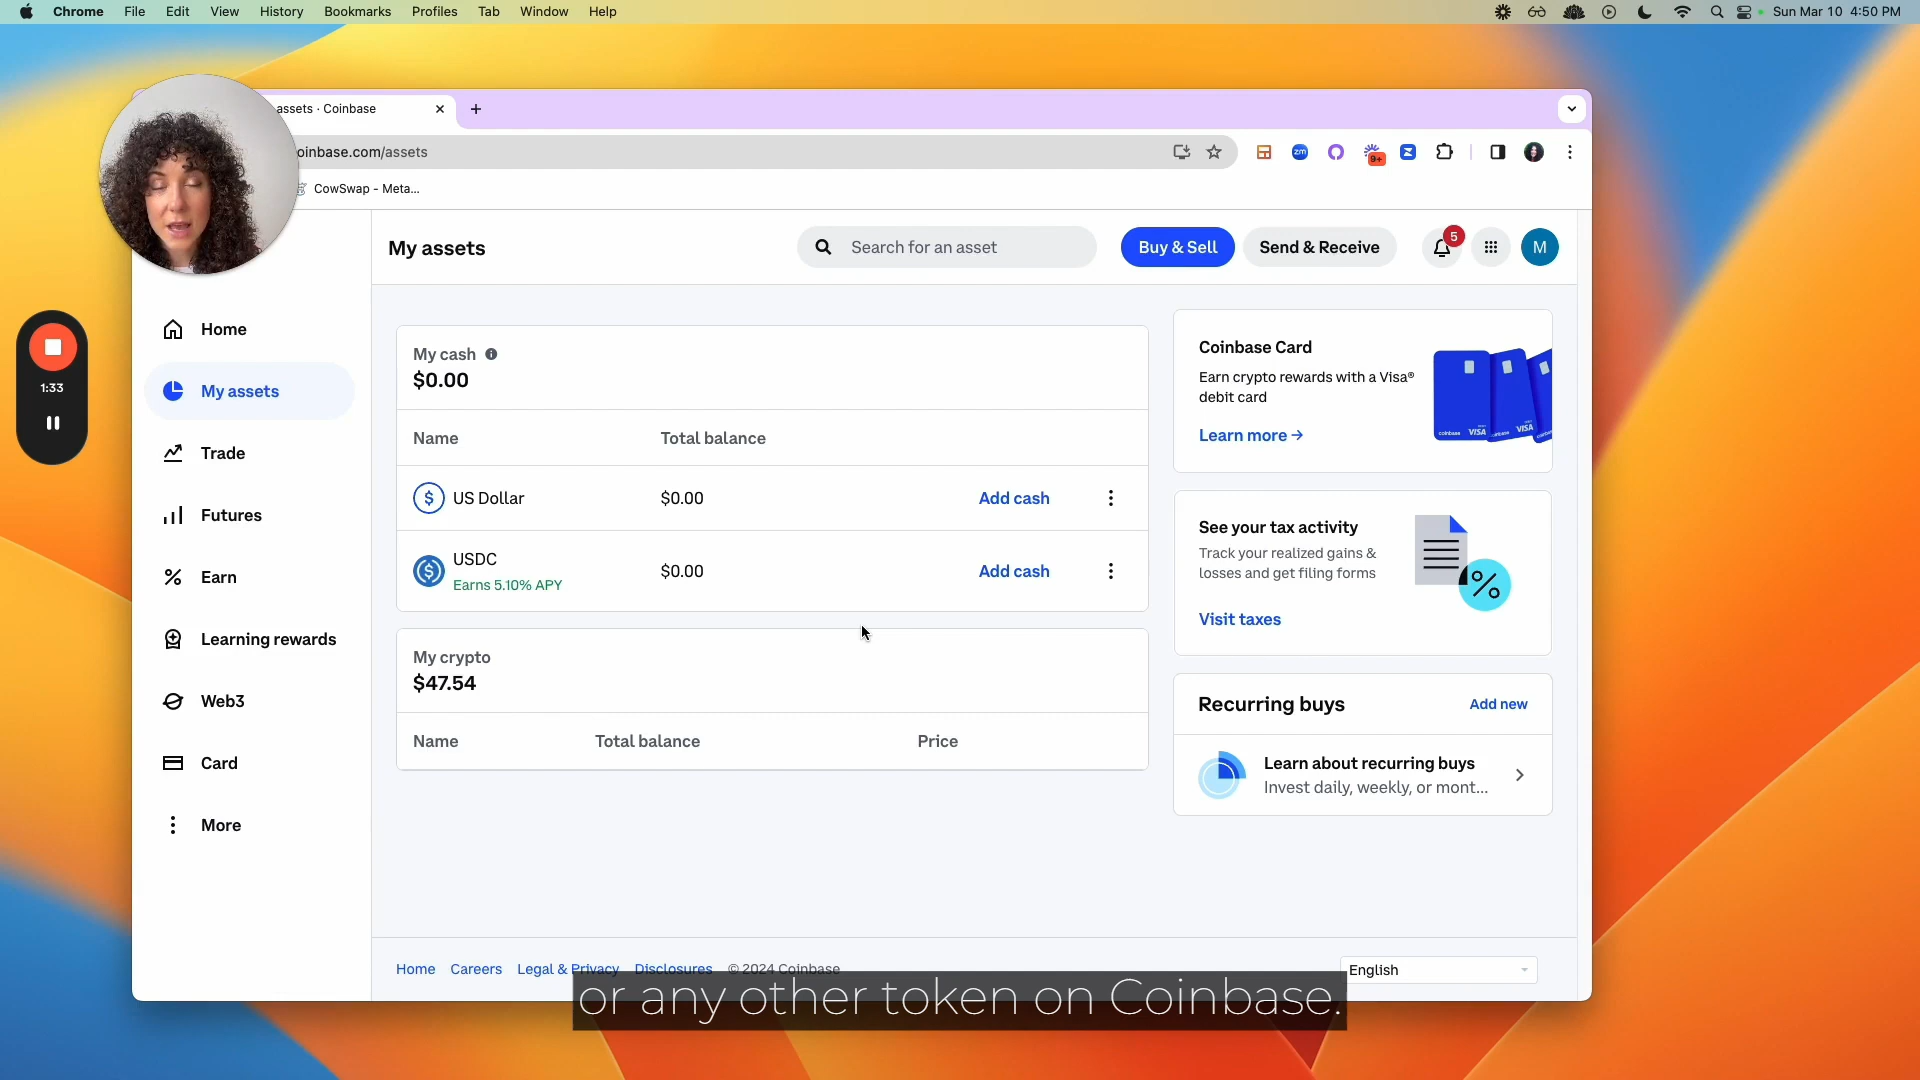 Chrome File Edit View History Bookmarks Profiles Tab Window Help
Sun Mar 10 4:50 PM
assets · Coinbase
oinbase.com/assets
zm
9+
CowSwap - Meta...
My assets
Search for an asset
Buy & Sell
Send & Receive
5
M
1:33
Home
My assets
Trade
Futures
Earn
Learning rewards
Web3
Card
More
My cash
$0.00
Name Total balance
US Dollar $0.00 Add cash
USDC $0.00 Add cash
Earns 5.10% APY
My crypto
$47.54
Name Total balance Price
Coinbase Card
Earn crypto rewards with a Visa®
debit card
Learn more →
coinbase VISA
VISA
See your tax activity
Track your realized gains &
losses and get filing forms
Visit taxes
Recurring buys Add new
Learn about recurring buys
Invest daily, weekly, or mont...
Home Careers Legal & Privacy Disclosures © 2024 Coinbase
English
or any other token on Coinbase.